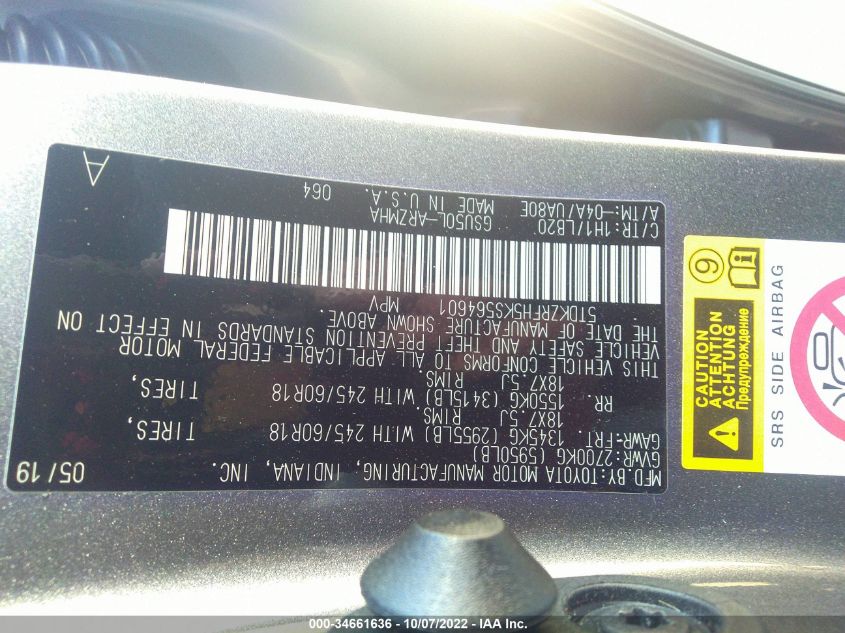 MFD.BY:TOYOTA MOTOR MANUFACTURING, INDIANA, INC. 05/19
GVWR:2700KG(5950LB)
GAWR:FRT. 1345KG (2955LB) WITH 245/60R18 TIRES,
18X7.5J RIMS.
RR. 1550KG (3415LB) WITH 245/60R18 TIRES,
18X7.5J RIMS
THIS VEHICLE CONFORMS TO ALL APPLICABLE FEDERAL MOTOR
VEHICLE SAFETY AND THEFT PREVENTION STANDARDS IN EFFECT ON
THE DATE OF MANUFACTURE SHOWN ABOVE.
5TDKZRFH5KS564601 MPV
C/TR:1H1/LB20 GSU50L-ARZMHA
A/TM:-04A/UA80E MADE IN U.S.A. 064
A
CAUTION
ATTENTION
ACHTUNG
Предупреждение
SRS SIDE AIRBAG
000-34661636 - 10/07/2022 - IAA Inc.